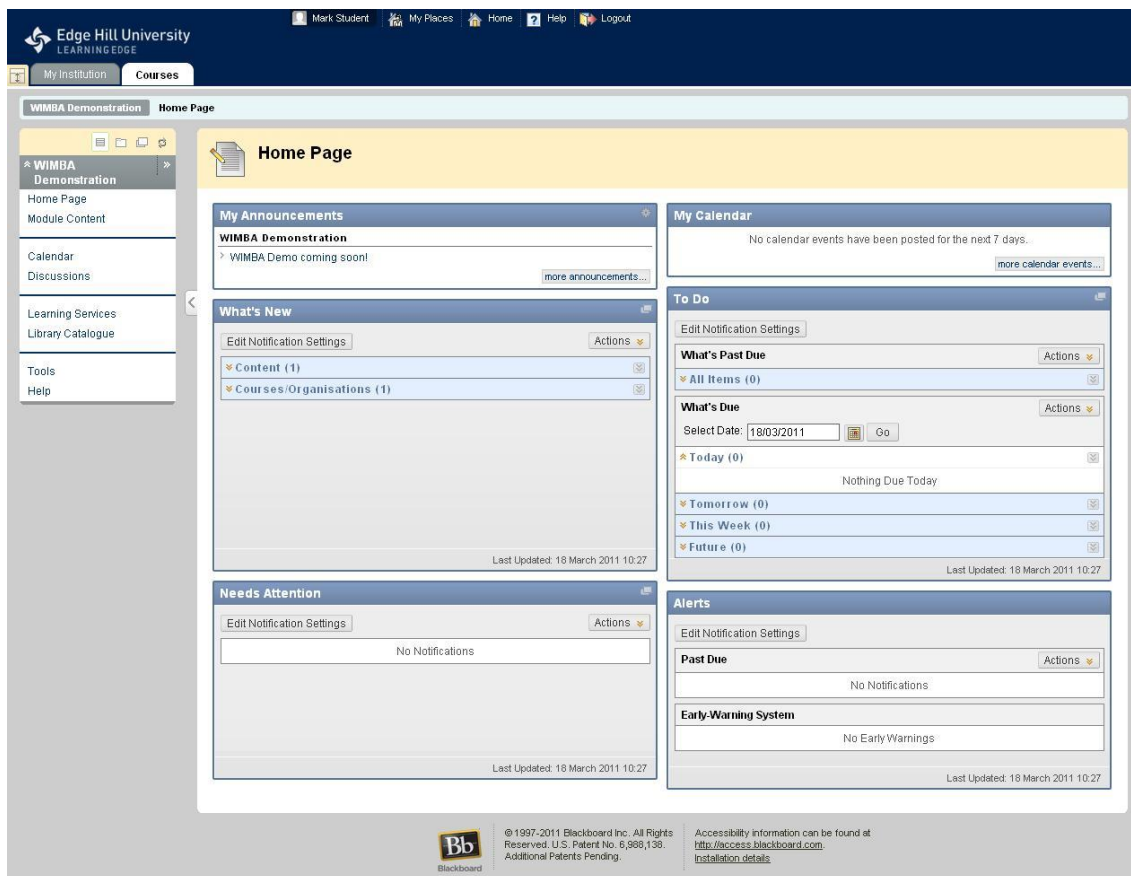 Mark Student My Places Home Help Logout
Edge Hill University
LEARNING EDGE
My Institution Courses
WIMBA Demonstration Home Page
WIMBA
Demonstration
Home Page
Module Content
Calendar
Discussions
Learning Services
Library Catalogue
Tools
Help
Home Page
My Announcements
WIMBA Demonstration
WIMBA Demo coming soon!
more announcements...
What's New
Edit Notification Settings Actions
Content (1)
Courses/Organisations (1)
Last Updated: 18 March 2011 10:27
Needs Attention
Edit Notification Settings Actions
No Notifications
Last Updated: 18 March 2011 10:27
My Calendar
No calendar events have been posted for the next 7 days.
more calendar events...
To Do
Edit Notification Settings
What's Past Due Actions
All Items (0)
What's Due Actions
Select Date: 18/03/2011 Go
Today (0)
Nothing Due Today
Tomorrow (0)
This Week (0)
Future (0)
Last Updated: 18 March 2011 10:27
Alerts
Edit Notification Settings
Past Due Actions
No Notifications
Early-Warning System
No Early Warnings
Last Updated: 18 March 2011 10:27
Bb
Blackboard
© 1997-2011 Blackboard Inc. All Rights
Reserved. U.S. Patent No. 6,988,138.
Additional Patents Pending.
Accessibility information can be found at
http://access.blackboard.com.
Installation details